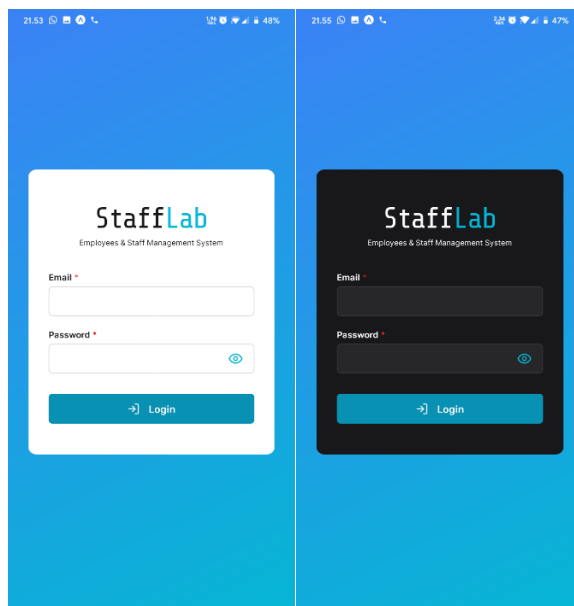 21.53
48%
StaffLab
Employees & Staff Management System
Email *
Password *
Login
21.55
47%
StaffLab
Employees & Staff Management System
Email *
Password *
Login